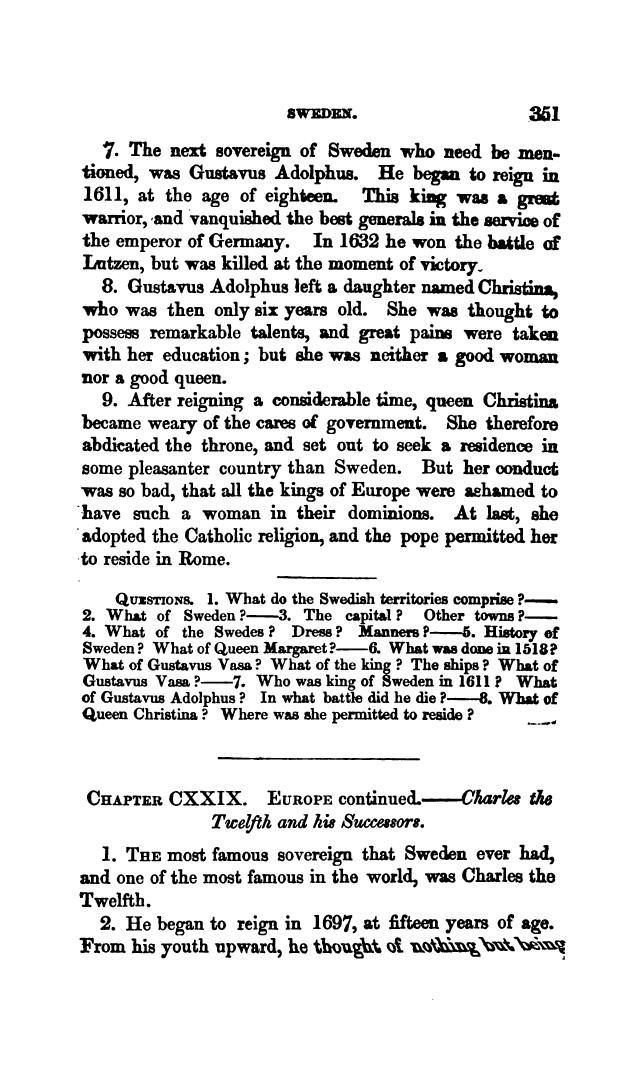 SWEDEN. 351
7. The next sovereign of Sweden who need be men-
tioned, was Gustavus Adolphus. He began to reign in
1611, at the age of eighteen. This king was a great
warrior, and vanquished the best generals in the service of
the emperor of Germany. In 1632 he won the battle of
Lutzen, but was killed at the moment of victory.
8. Gustavus Adolphus left a daughter named Christina,
who was then only six years old. She was thought to
possess remarkable talents, and great pains were taken
with her education; but she was neither a good woman
nor a good queen.
9. After reigning a considerable time, queen Christina
became weary of the cares of government. She therefore
abdicated the throne, and set out to seek a residence in
some pleasanter country than Sweden. But her conduct
was so bad, that all the kings of Europe were ashamed to
have such a woman in their dominions. At last, she
adopted the Catholic religion, and the pope permitted her
to reside in Rome.
QUESTIONS. 1. What do the Swedish territories comprise?——
2. What of Sweden?——3. The capital? Other towns?——
4. What of the Swedes? Dress? Manners?——5. History of
Sweden? What of Queen Margaret?——6. What was done in 1518?
What of Gustavus Vasa? What of the king? The ships? What of
Gustavus Vasa?——7. Who was king of Sweden in 1611? What
of Gustavus Adolphus? In what battle did he die?——8. What of
Queen Christina? Where was she permitted to reside?
CHAPTER CXXIX. EUROPE continued.——Charles the
Twelfth and his Successors.
1. THE most famous sovereign that Sweden ever had,
and one of the most famous in the world, was Charles the
Twelfth.
2. He began to reign in 1697, at fifteen years of age.
From his youth upward, he thought of nothing but being